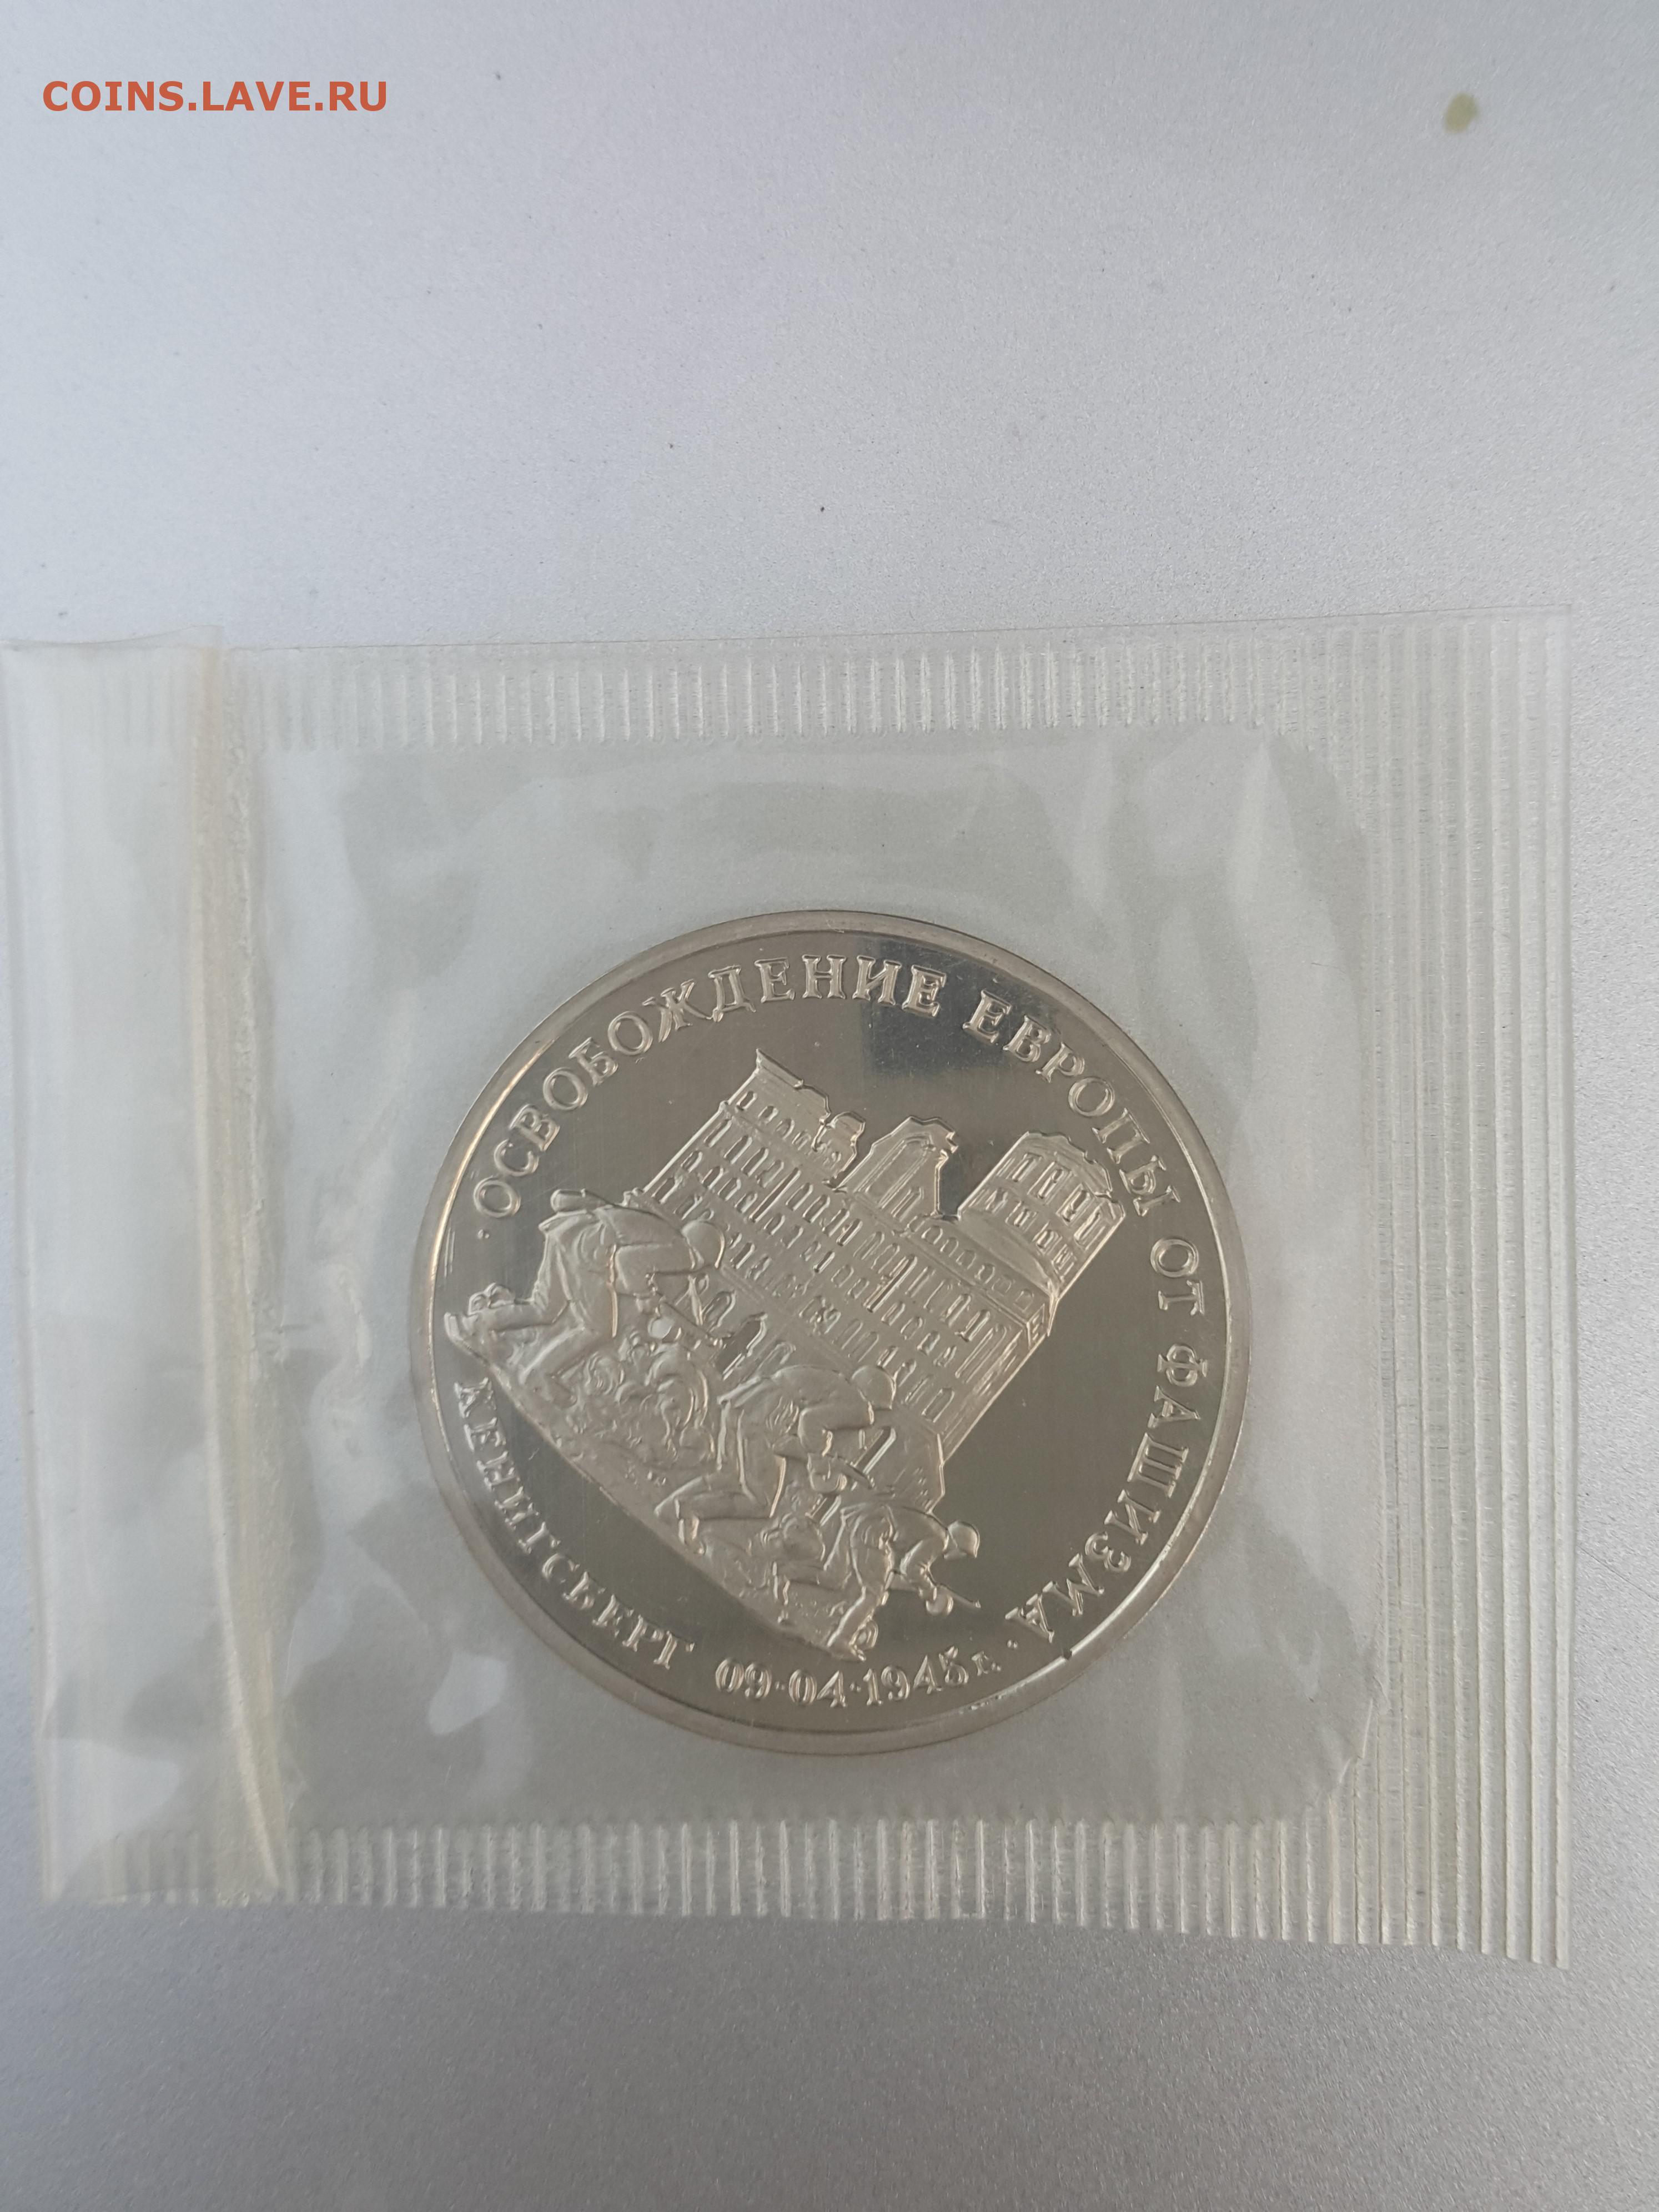 COINS.LAVE.RU
· ОСВОБОЖДЕНИЕ ЕВРОПЫ ОТ ФАШИЗМА ·
КЕНИГСБЕРГ 09·04·1945 г.